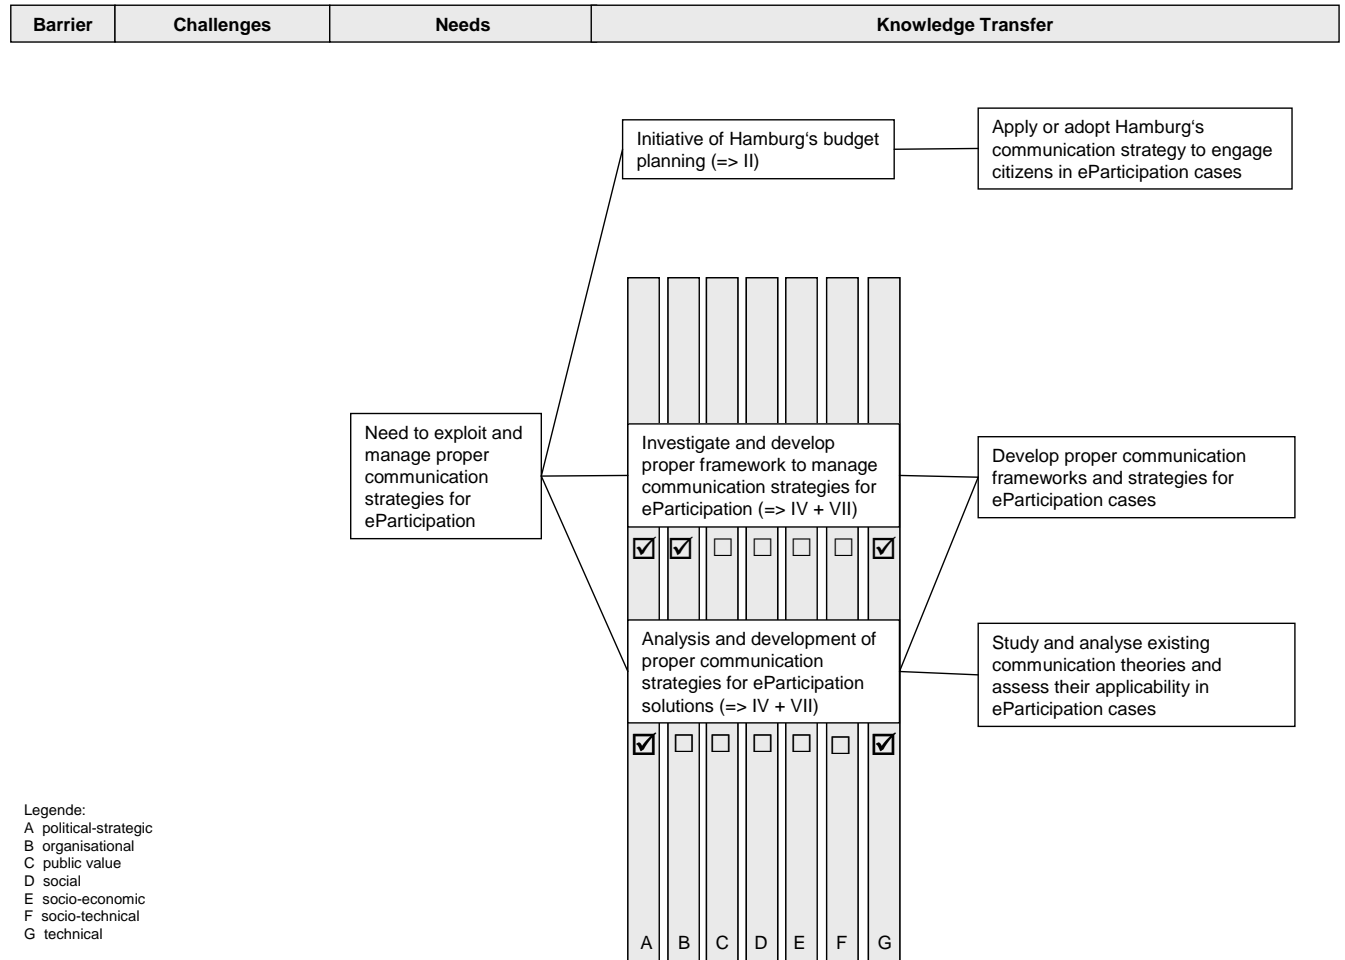 Barrier Challenges Needs Knowledge Transfer
Initiative of Hamburg‘s budget
planning (=> II)
Apply or adopt Hamburg‘s
communication strategy to engage
citizens in eParticipation cases
Need to exploit and
manage proper
communication
strategies for
eParticipation
Investigate and develop
proper framework to manage
communication strategies for
eParticipation (=> IV + VII)
Develop proper communication
frameworks and strategies for
eParticipation cases
Analysis and development of
proper communication
strategies for eParticipation
solutions (=> IV + VII)
Study and analyse existing
communication theories and
assess their applicability in
eParticipation cases
Legende:
A political-strategic
B organisational
C public value
D social
E socio-economic
F socio-technical
G technical
A B C D E F G